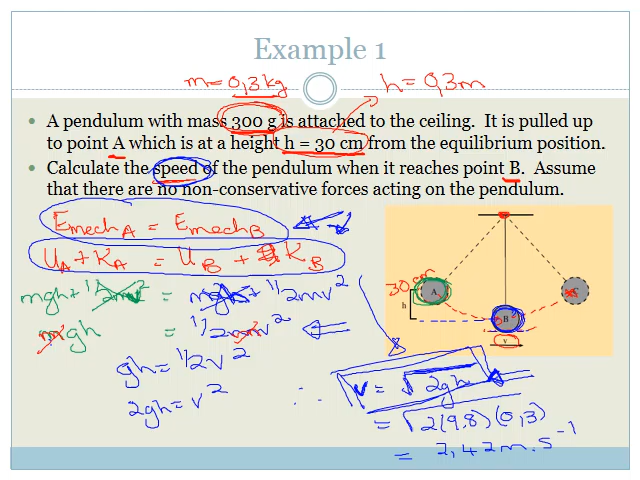 Example 1
m = 0,3 kg
h = 0,3m
A pendulum with mass 300 g is attached to the ceiling. It is pulled up
to point A which is at a height h = 30 cm from the equilibrium position.
Calculate the speed of the pendulum when it reaches point B. Assume
that there are no non-conservative forces acting on the pendulum.
EmechA = EmechB
UA + KA = UB + KB
mgh + 1/2mv² = mgh + 1/2mv²
mgh = 1/2mv²
gh = 1/2v²
2gh = v²
∴ v = √2gh
= √2(9,8)(0,3)
= 2,42 m.s⁻¹
30 cm
A
h
B
v